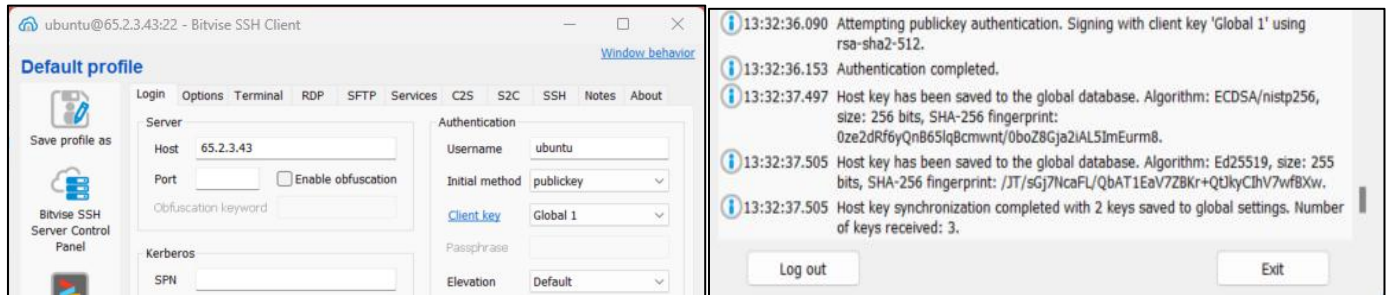 ubuntu@65.2.3.43:22 - Bitvise SSH Client
Window behavior
Default profile
Save profile as
Bitvise SSH
Server Control
Panel
Login Options Terminal RDP SFTP Services C2S S2C SSH Notes About
Server
Host 65.2.3.43
Port Enable obfuscation
Obfuscation keyword
Kerberos
SPN
Authentication
Username ubuntu
Initial method publickey
Client key Global 1
Passphrase
Elevation Default
13:32:36.090 Attempting publickey authentication. Signing with client key 'Global 1' using
rsa-sha2-512.
13:32:36.153 Authentication completed.
13:32:37.497 Host key has been saved to the global database. Algorithm: ECDSA/nistp256,
size: 256 bits, SHA-256 fingerprint:
0ze2dRf6yQnB65lqBcmwnt/0boZ8Gja2iAL5ImEurm8.
13:32:37.505 Host key has been saved to the global database. Algorithm: Ed25519, size: 255
bits, SHA-256 fingerprint: /JT/sGj7NcaFL/QbAT1EaV7ZBKr+QtJkyCIhV7wfBXw.
13:32:37.505 Host key synchronization completed with 2 keys saved to global settings. Number
of keys received: 3.
Log out
Exit